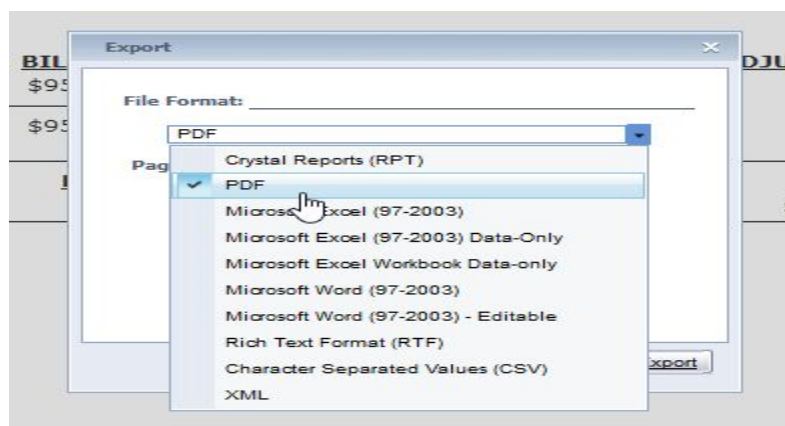 Export
BIL
DJU
$95
File Format:
$95
PDF
Pag
Crystal Reports (RPT)
PDF
Microsoft Excel (97-2003)
Microsoft Excel (97-2003) Data-Only
Microsoft Excel Workbook Data-only
Microsoft Word (97-2003)
Microsoft Word (97-2003) - Editable
Rich Text Format (RTF)
Character Separated Values (CSV)
xport
XML